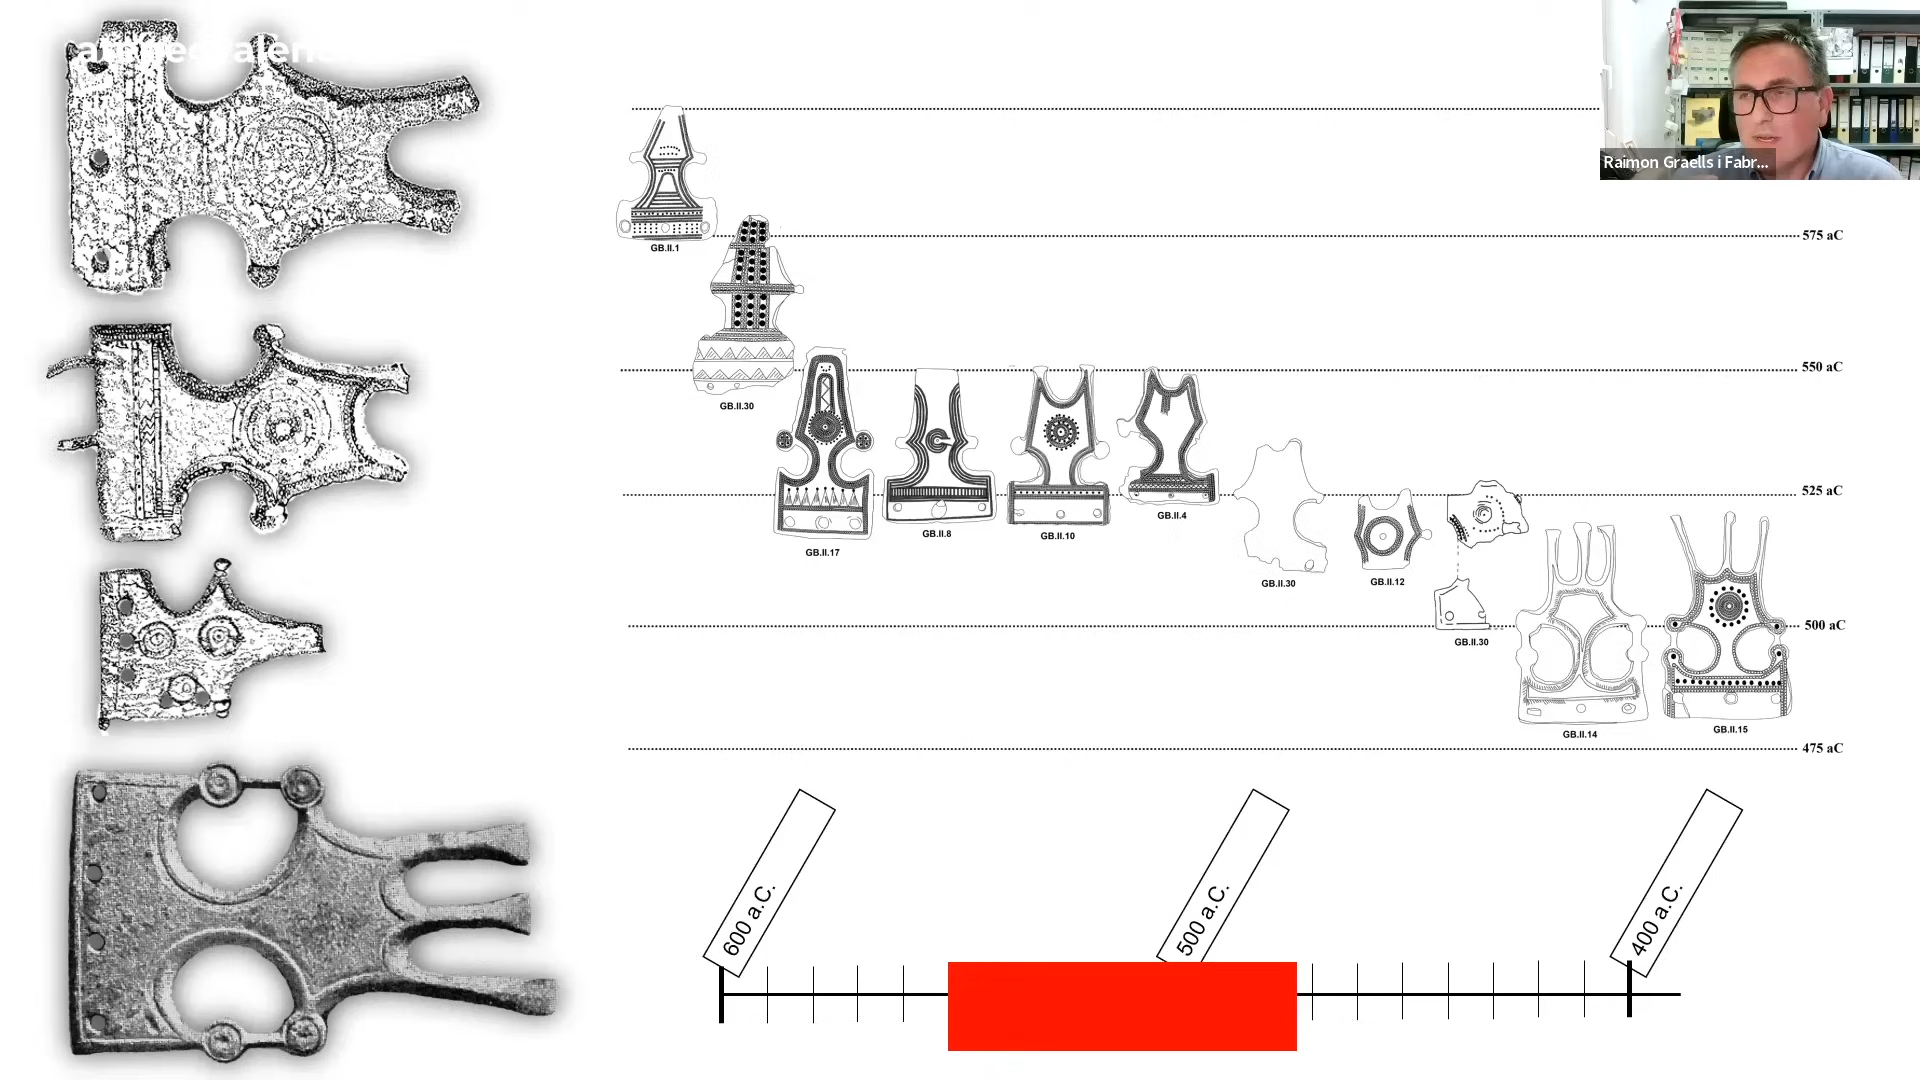 Raimon Graells i Fabr...
GB.II.1
575 aC
GB.II.30
550 aC
GB.II.17
GB.II.8
GB.II.10
GB.II.4
525 aC
GB.II.30
GB.II.12
GB.II.30
500 aC
GB.II.14
GB.II.15
475 aC
600 a.C.
500 a.C.
400 a.C.